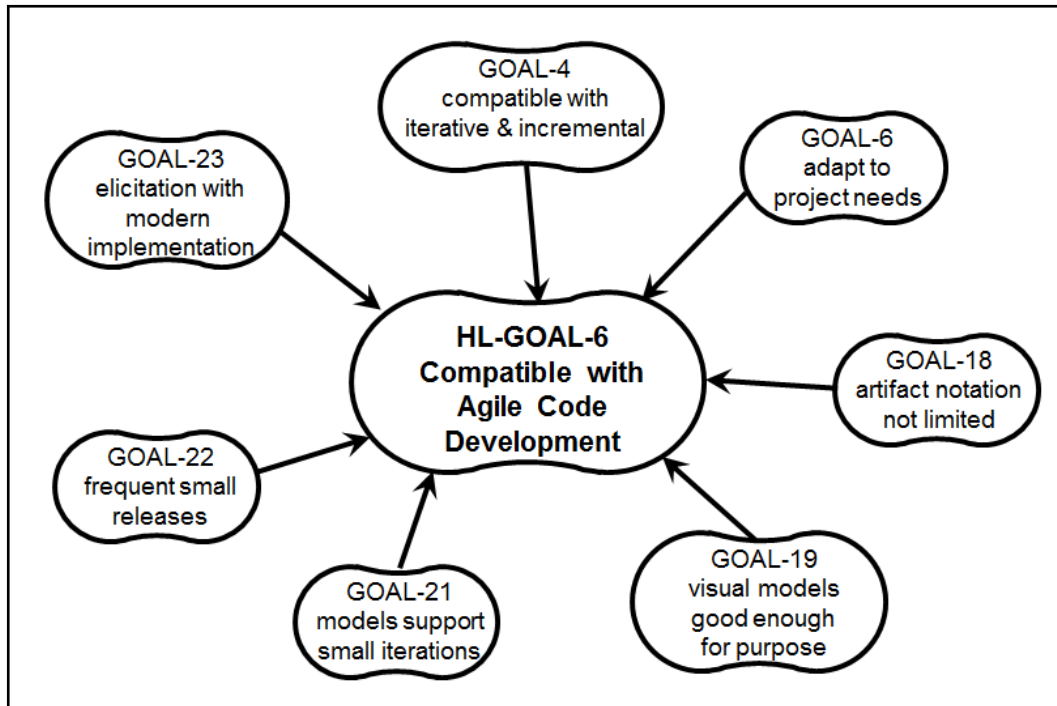 GOAL-4
compatible with
iterative & incremental
GOAL-6
adapt to
project needs
GOAL-23
elicitation with
modern
implementation
HL-GOAL-6
Compatible with
Agile Code
Development
GOAL-18
artifact notation
not limited
GOAL-22
frequent small
releases
GOAL-21
models support
small iterations
GOAL-19
visual models
good enough
for purpose